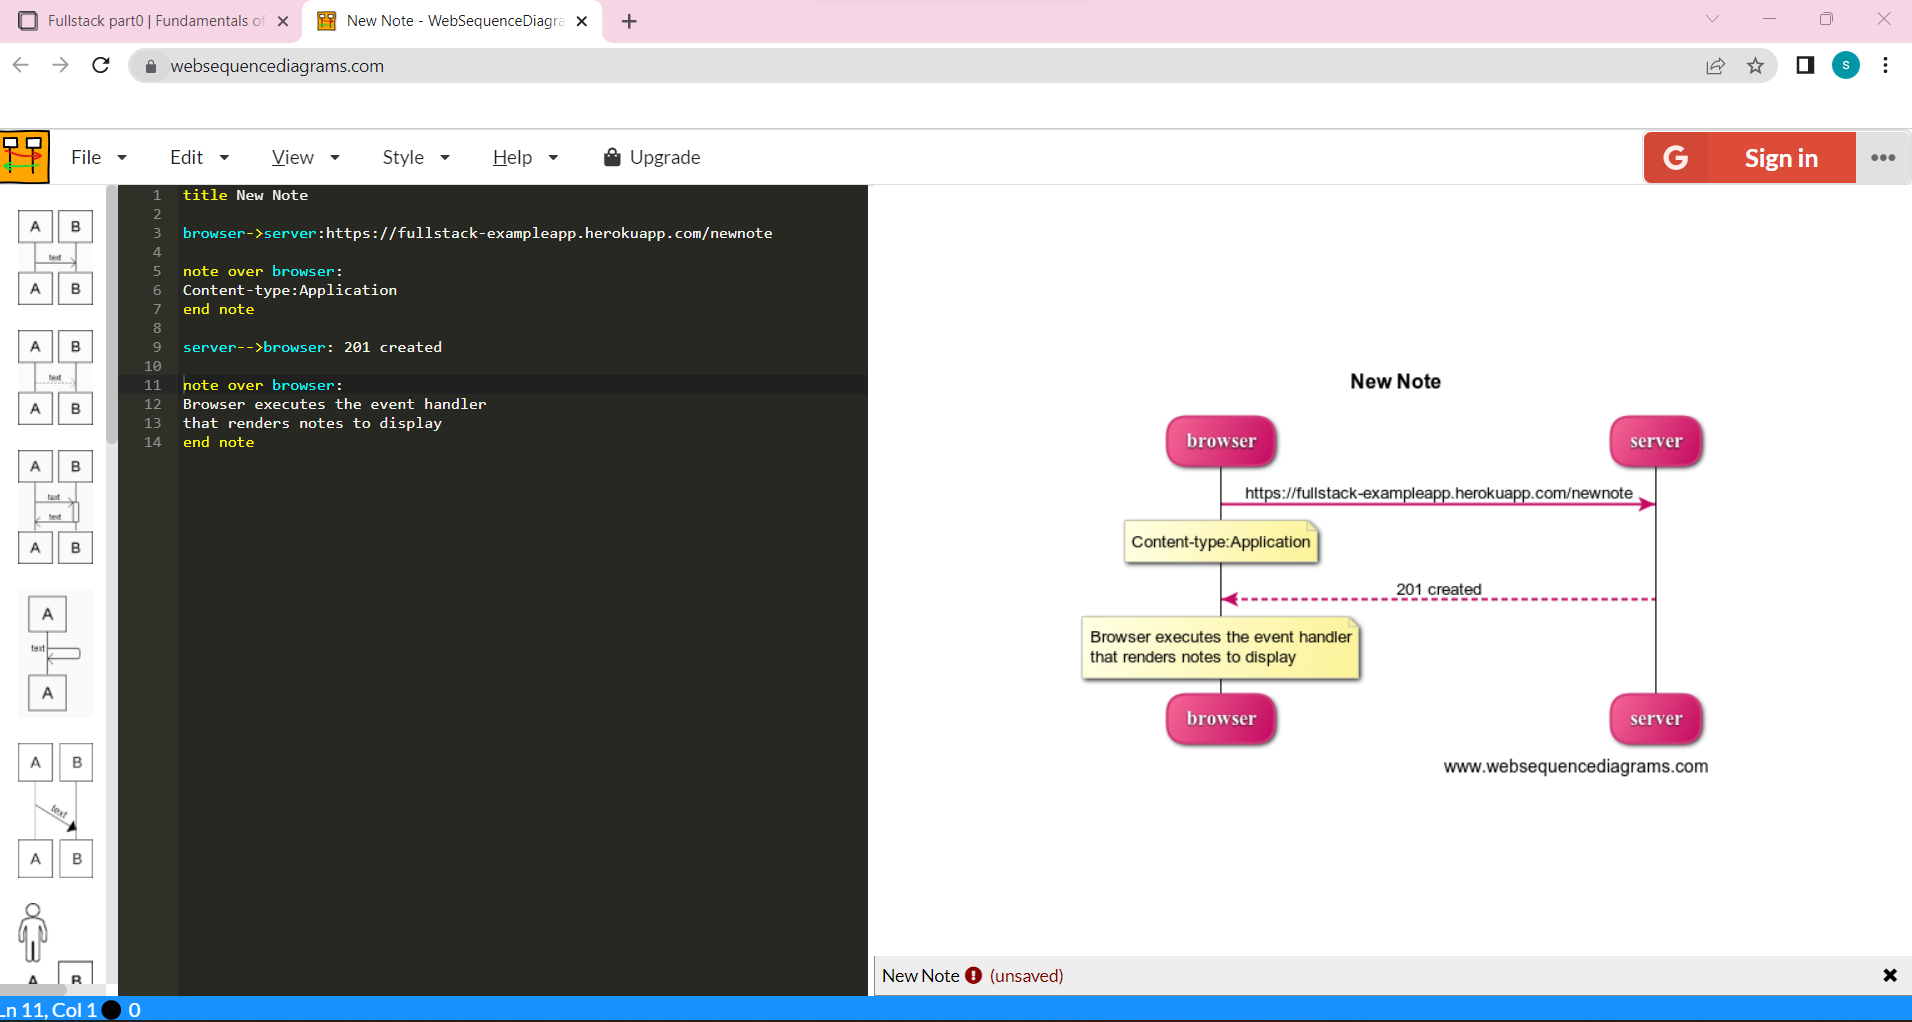 Fullstack part0 | Fundamentals of
New Note - WebSequenceDiagra
websequencediagrams.com
S
File
Edit
View
Style
Help
Upgrade
G
Sign in
1 title New Note
2
3 browser->server:https://fullstack-exampleapp.herokuapp.com/newnote
4
5 note over browser:
6 Content-type:Application
7 end note
8
9 server-->browser: 201 created
10
11 note over browser:
12 Browser executes the event handler
13 that renders notes to display
14 end note
A B
text
A B
A B
text
A B
A B
text
text
A B
A
text
A
A B
text
A B
A B
New Note
browser server
https://fullstack-exampleapp.herokuapp.com/newnote
Content-type:Application
201 created
Browser executes the event handler
that renders notes to display
browser server
www.websequencediagrams.com
New Note (unsaved)
Ln 11, Col 1 0